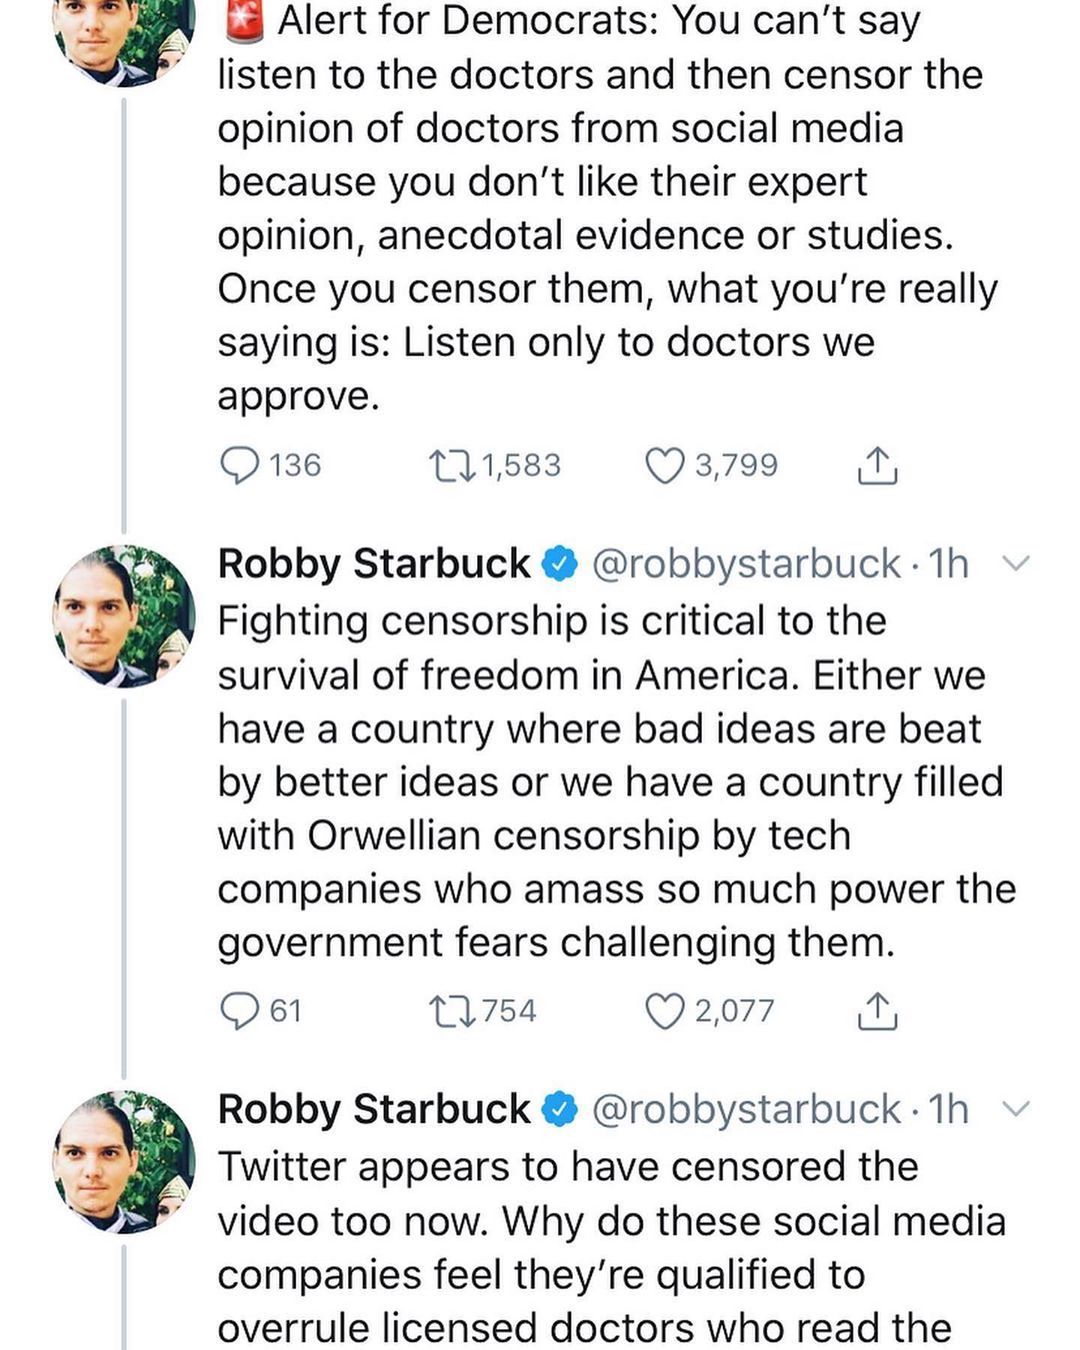 🚨 Alert for Democrats: You can’t say
listen to the doctors and then censor the
opinion of doctors from social media
because you don’t like their expert
opinion, anecdotal evidence or studies.
Once you censor them, what you’re really
saying is: Listen only to doctors we
approve.
136 1,583 3,799
Robby Starbuck @robbystarbuck · 1h
Fighting censorship is critical to the
survival of freedom in America. Either we
have a country where bad ideas are beat
by better ideas or we have a country filled
with Orwellian censorship by tech
companies who amass so much power the
government fears challenging them.
61 754 2,077
Robby Starbuck @robbystarbuck · 1h
Twitter appears to have censored the
video too now. Why do these social media
companies feel they’re qualified to
overrule licensed doctors who read the